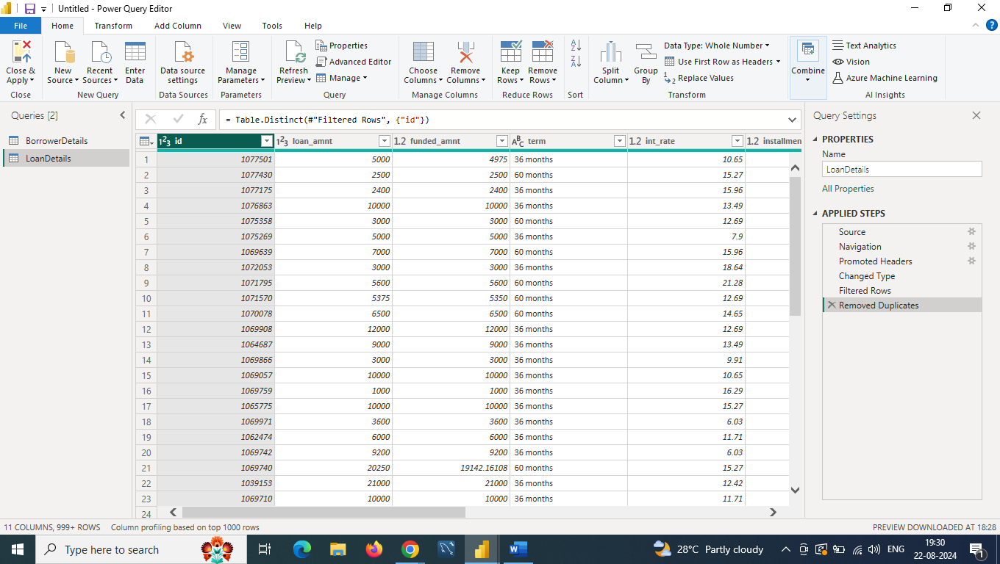 Untitled - Power Query Editor
File Home Transform Add Column View Tools Help
Close & Apply
Close
New Source
Recent Sources
Enter Data
New Query
Data source settings
Data Sources
Manage Parameters
Parameters
Refresh Preview
Properties
Advanced Editor
Manage
Query
Choose Columns
Remove Columns
Manage Columns
Keep Rows
Remove Rows
Reduce Rows
Sort
Split Column
Group By
Data Type: Whole Number
Use First Row as Headers
Replace Values
Transform
Combine
Text Analytics
Vision
Azure Machine Learning
AI Insights
Queries [2]
BorrowerDetails
LoanDetails
fx = Table.Distinct(#"Filtered Rows", {"id"})
123 id 123 loan_amnt 1.2 funded_amnt ABC term 1.2 int_rate 1.2 installmen
1 1077501 5000 4975 36 months 10.65
2 1077430 2500 2500 60 months 15.27
3 1077175 2400 2400 36 months 15.96
4 1076863 10000 10000 36 months 13.49
5 1075358 3000 3000 60 months 12.69
6 1075269 5000 5000 36 months 7.9
7 1069639 7000 7000 60 months 15.96
8 1072053 3000 3000 36 months 18.64
9 1071795 5600 5600 60 months 21.28
10 1071570 5375 5350 60 months 12.69
11 1070078 6500 6500 60 months 14.65
12 1069908 12000 12000 36 months 12.69
13 1064687 9000 9000 36 months 13.49
14 1069866 3000 3000 36 months 9.91
15 1069057 10000 10000 36 months 10.65
16 1069759 1000 1000 36 months 16.29
17 1065775 10000 10000 36 months 15.27
18 1069971 3600 3600 36 months 6.03
19 1062474 6000 6000 36 months 11.71
20 1069742 9200 9200 36 months 6.03
21 1069740 20250 19142.16108 60 months 15.27
22 1039153 21000 21000 36 months 12.42
23 1069710 10000 10000 36 months 11.71
24
Query Settings
PROPERTIES
Name
LoanDetails
All Properties
APPLIED STEPS
Source
Navigation
Promoted Headers
Changed Type
Filtered Rows
Removed Duplicates
11 COLUMNS, 999+ ROWS Column profiling based on top 1000 rows
PREVIEW DOWNLOADED AT 18:28
Type here to search
28°C Partly cloudy
ENG
19:30
22-08-2024
1